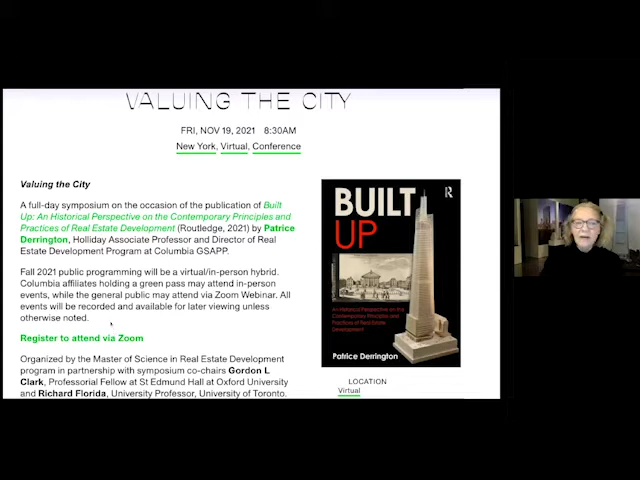 VALUING THE CITY
FRI, NOV 19, 2021 8:30AM
New York, Virtual, Conference
Valuing the City
A full-day symposium on the occasion of the publication of Built
Up: An Historical Perspective on the Contemporary Principles and
Practices of Real Estate Development (Routledge, 2021) by Patrice
Derrington, Holliday Associate Professor and Director of Real
Estate Development Program at Columbia GSAPP.
Fall 2021 public programming will be a virtual/in-person hybrid.
Columbia affiliates holding a green pass may attend in-person
events, while the general public may attend via Zoom Webinar. All
events will be recorded and available for later viewing unless
otherwise noted.
Register to attend via Zoom
Organized by the Master of Science in Real Estate Development
program in partnership with symposium co-chairs Gordon L
Clark, Professorial Fellow at St Edmund Hall at Oxford University
and Richard Florida, University Professor, University of Toronto.
BUILT
UP
R
An Historical Perspective on the
Contemporary Principles and
Practices of Real Estate
Development
Patrice Derrington
LOCATION
Virtual